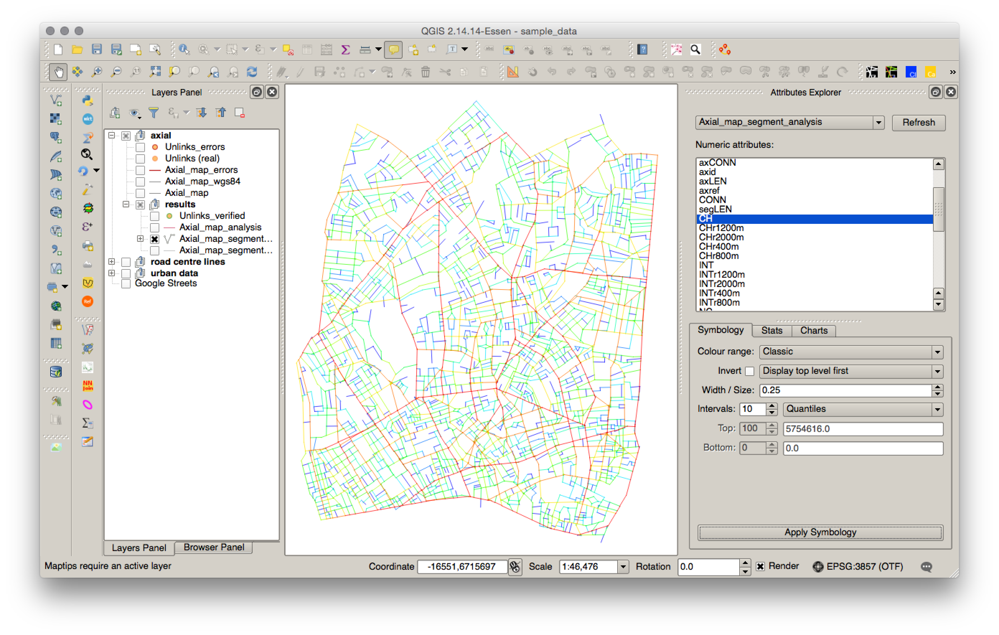 QGIS 2.14.14-Essen - sample_data
Layers Panel
axial
Unlinks_errors
Unlinks (real)
Axial_map_errors
Axial_map_wgs84
Axial_map
results
Unlinks_verified
Axial_map_analysis
Axial_map_segment...
Axial_map_segment...
road centre lines
urban data
Google Streets
Layers Panel
Browser Panel
Attributes Explorer
Axial_map_segment_analysis
Refresh
Numeric attributes:
axCONN
axid
axLEN
axref
CONN
segLEN
CH
CHr1200m
CHr2000m
CHr400m
CHr800m
INT
INTr1200m
INTr2000m
INTr400m
INTr800m
Symbology
Stats
Charts
Colour range: Classic
Invert Display top level first
Width / Size: 0.25
Intervals: 10 Quantiles
Top: 100 5754616.0
Bottom: 0 0.0
Apply Symbology
Maptips require an active layer
Coordinate -16551,6715697
Scale 1:46,476
Rotation 0.0
Render
EPSG:3857 (OTF)